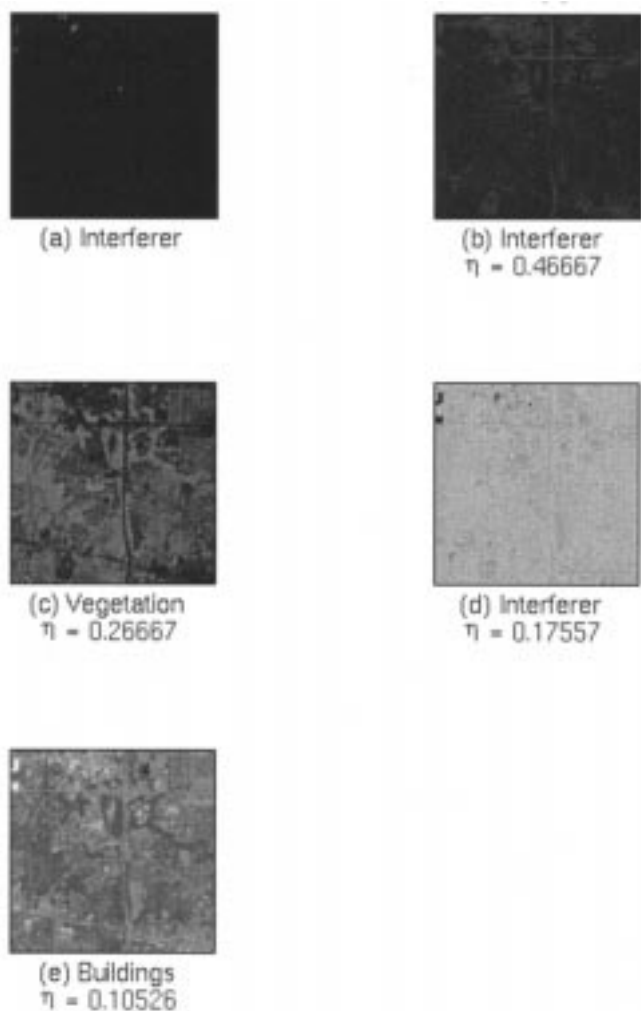 (a) Interferer
(b) Interferer
η = 0.46667
(c) Vegetation
η = 0.26667
(d) Interferer
η = 0.17557
(e) Buildings
η = 0.10526